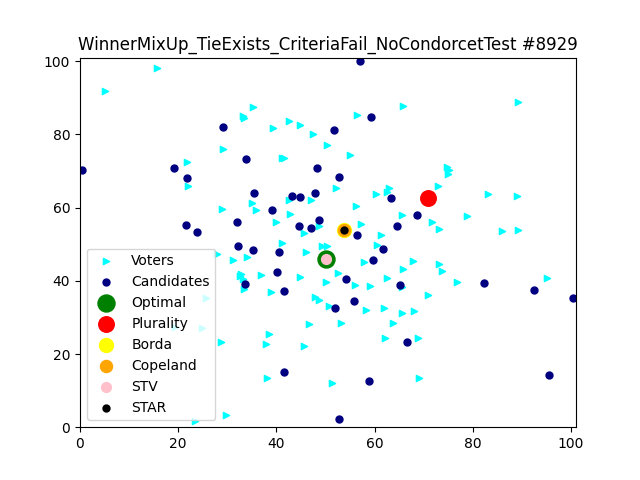 WinnerMixUp_TieExists_CriteriaFail_NoCondorcetTest #8929
100
80
60
40
20
0
Voters
Candidates
Optimal
Plurality
Borda
Copeland
STV
STAR
0 20 40 60 80 100